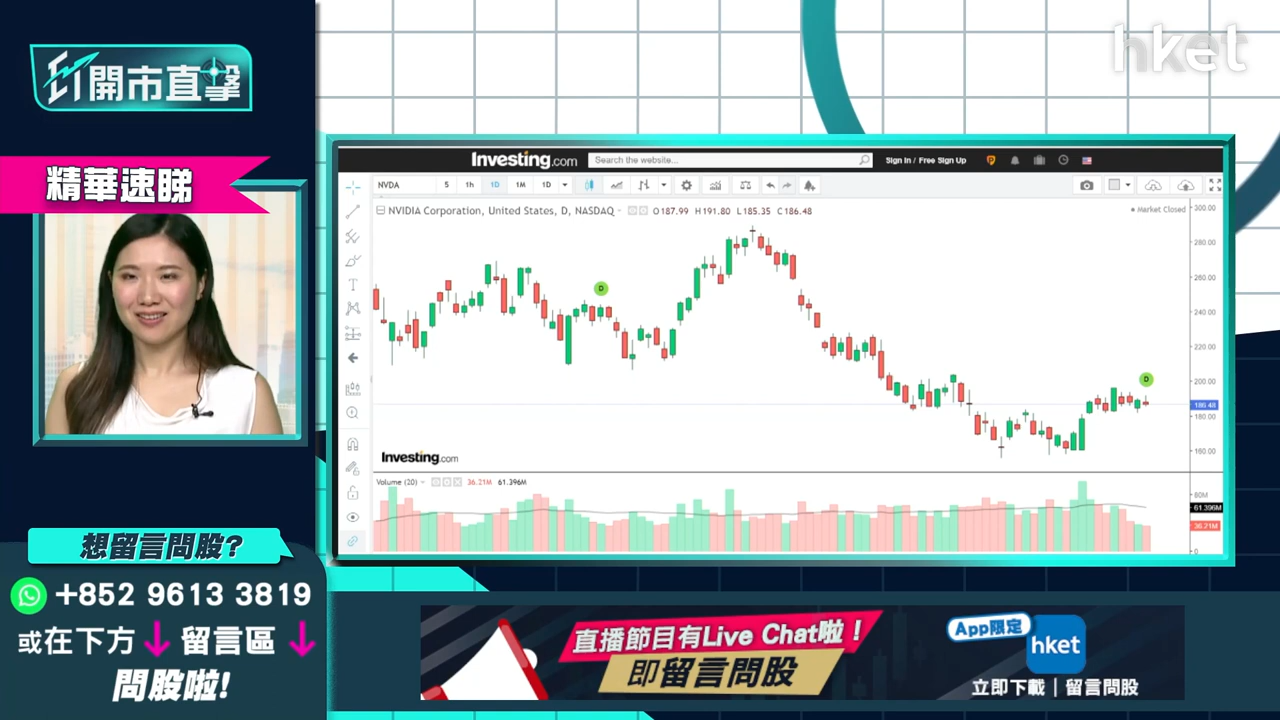 hket
ET開市直擊
精華速睇
Investing.com
Search the website...
Sign In / Free Sign Up
NVDA
5
1h
1D
1M
1D
NVIDIA Corporation, United States, D, NASDAQ
O187.99 H191.80 L185.35 C186.48
Market Closed
300.00
280.00
260.00
240.00
220.00
200.00
186.48
180.00
160.00
D
D
Investing.com
Volume (20)
36.21M
61.396M
80M
61.396M
36.21M
0
想留言問股?
+852 9613 3819
或在下方
留言區
問股啦!
直播節目有Live Chat啦!
即留言問股
App限定
hket
立即下載|留言問股